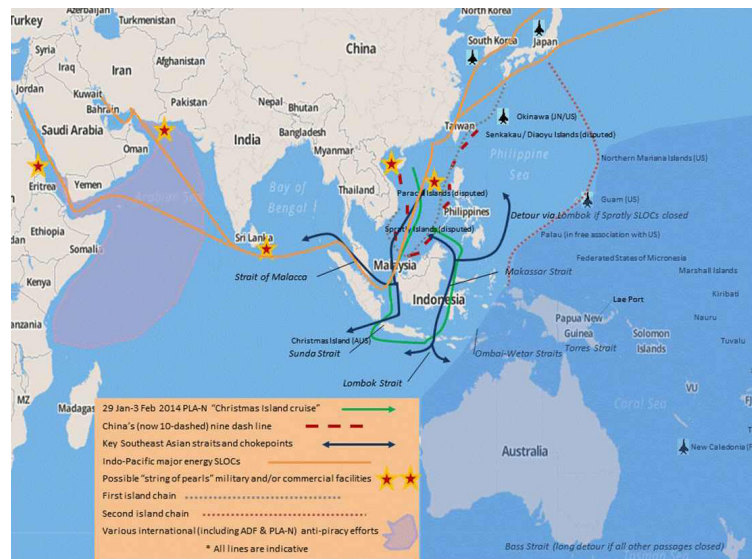 Turkey
Azerbaijan
Turkmenistan
North Korea
Syria
South Korea
Japan
Afghanistan
China
Iraq
Iran
Jordan
Kuwait
Pakistan
Nepal
Bhutan
Bahrain
Okinawa (JN/US)
Saudi Arabia
Taiwan
Bangladesh
Senkakau / Diaoyu Islands (disputed)
Oman
India
Myanmar
Philippine
Sea
Northern Mariana Islands (US)
Eritrea
Yemen
Arabian
Bay of
Bengal
Thailand
Paracel Islands (disputed)
Guam (US)
Philippines
Detour via Lombok if Spratly SLOCs closed
Ethiopia
Spratly Islands (disputed)
Sri Lanka
Palau (in free association with US)
Somalia
Malaysia
Federated States of Micronesia
Strait of Malacca
Makassar Strait
Marshall Islands
Kenya
Indonesia
Lae Port
Kiribati
Papua New
Guinea
Nauru
Tanzania
Christmas Island (AUS)
Solomon
Islands
Tuvalu
Sunda Strait
Ombai-Wetar Straits
Torres Strait
Lombok Strait
MZ
Madagas
VU
FJ
Coral Sea
29 Jan-3 Feb 2014 PLA-N "Christmas Island cruise"
China's (now 10-dashed) nine dash line
Key Southeast Asian straits and chokepoints
Australia
New Caledonia (F
Indo-Pacific major energy SLOCs
Possible "string of pearls" military and/or commercial facilities
First island chain
Second island chain
Various international (including ADF & PLA-N) anti-piracy efforts
* All lines are indicative
Bass Strait (long detour if all other passages closed)